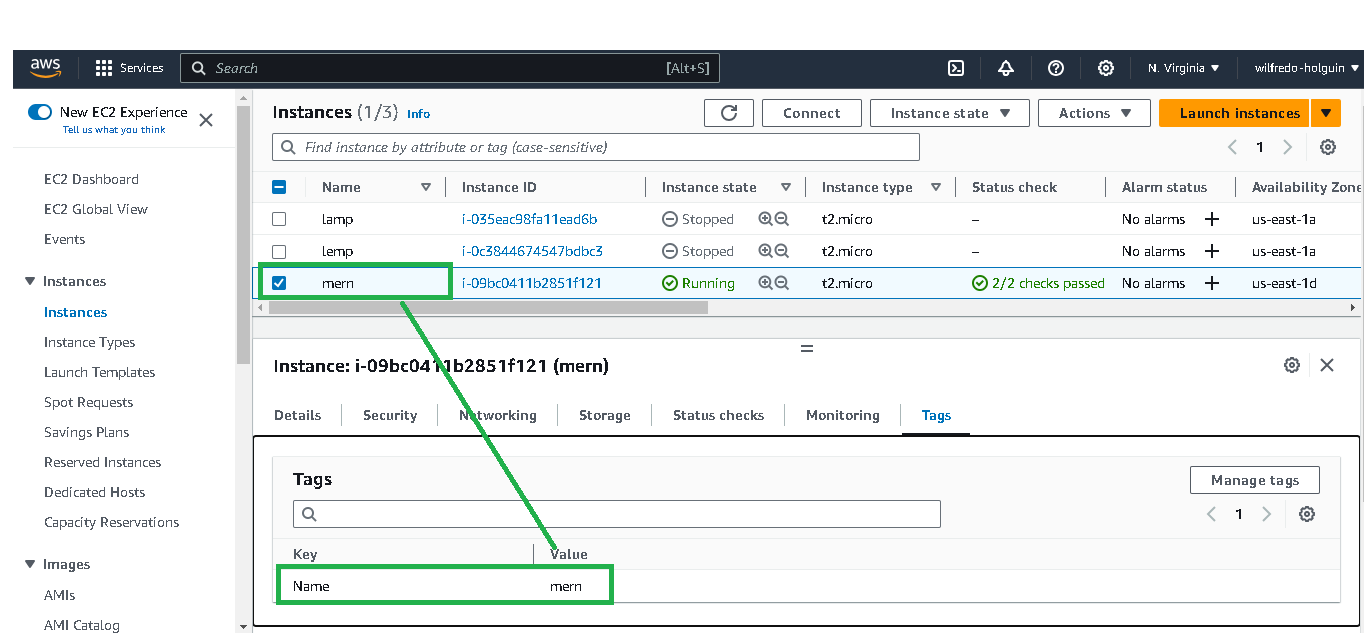 aws Services Search [Alt+S] N. Virginia wilfredo-holguin
New EC2 Experience
Tell us what you think
EC2 Dashboard
EC2 Global View
Events
Instances
Instances
Instance Types
Launch Templates
Spot Requests
Savings Plans
Reserved Instances
Dedicated Hosts
Capacity Reservations
Images
AMIs
AMI Catalog
Instances (1/3) Info Connect Instance state Actions Launch instances
Find instance by attribute or tag (case-sensitive) 1
Name Instance ID Instance state Instance type Status check Alarm status Availability Zone
lamp i-035eac98fa11ead6b Stopped t2.micro – No alarms + us-east-1a
lemp i-0c3844674547bdbc3 Stopped t2.micro – No alarms + us-east-1a
mern i-09bc0411b2851f121 Running t2.micro 2/2 checks passed No alarms + us-east-1d
Instance: i-09bc0411b2851f121 (mern)
Details Security Networking Storage Status checks Monitoring Tags
Tags Manage tags
1
Key Value
Name mern